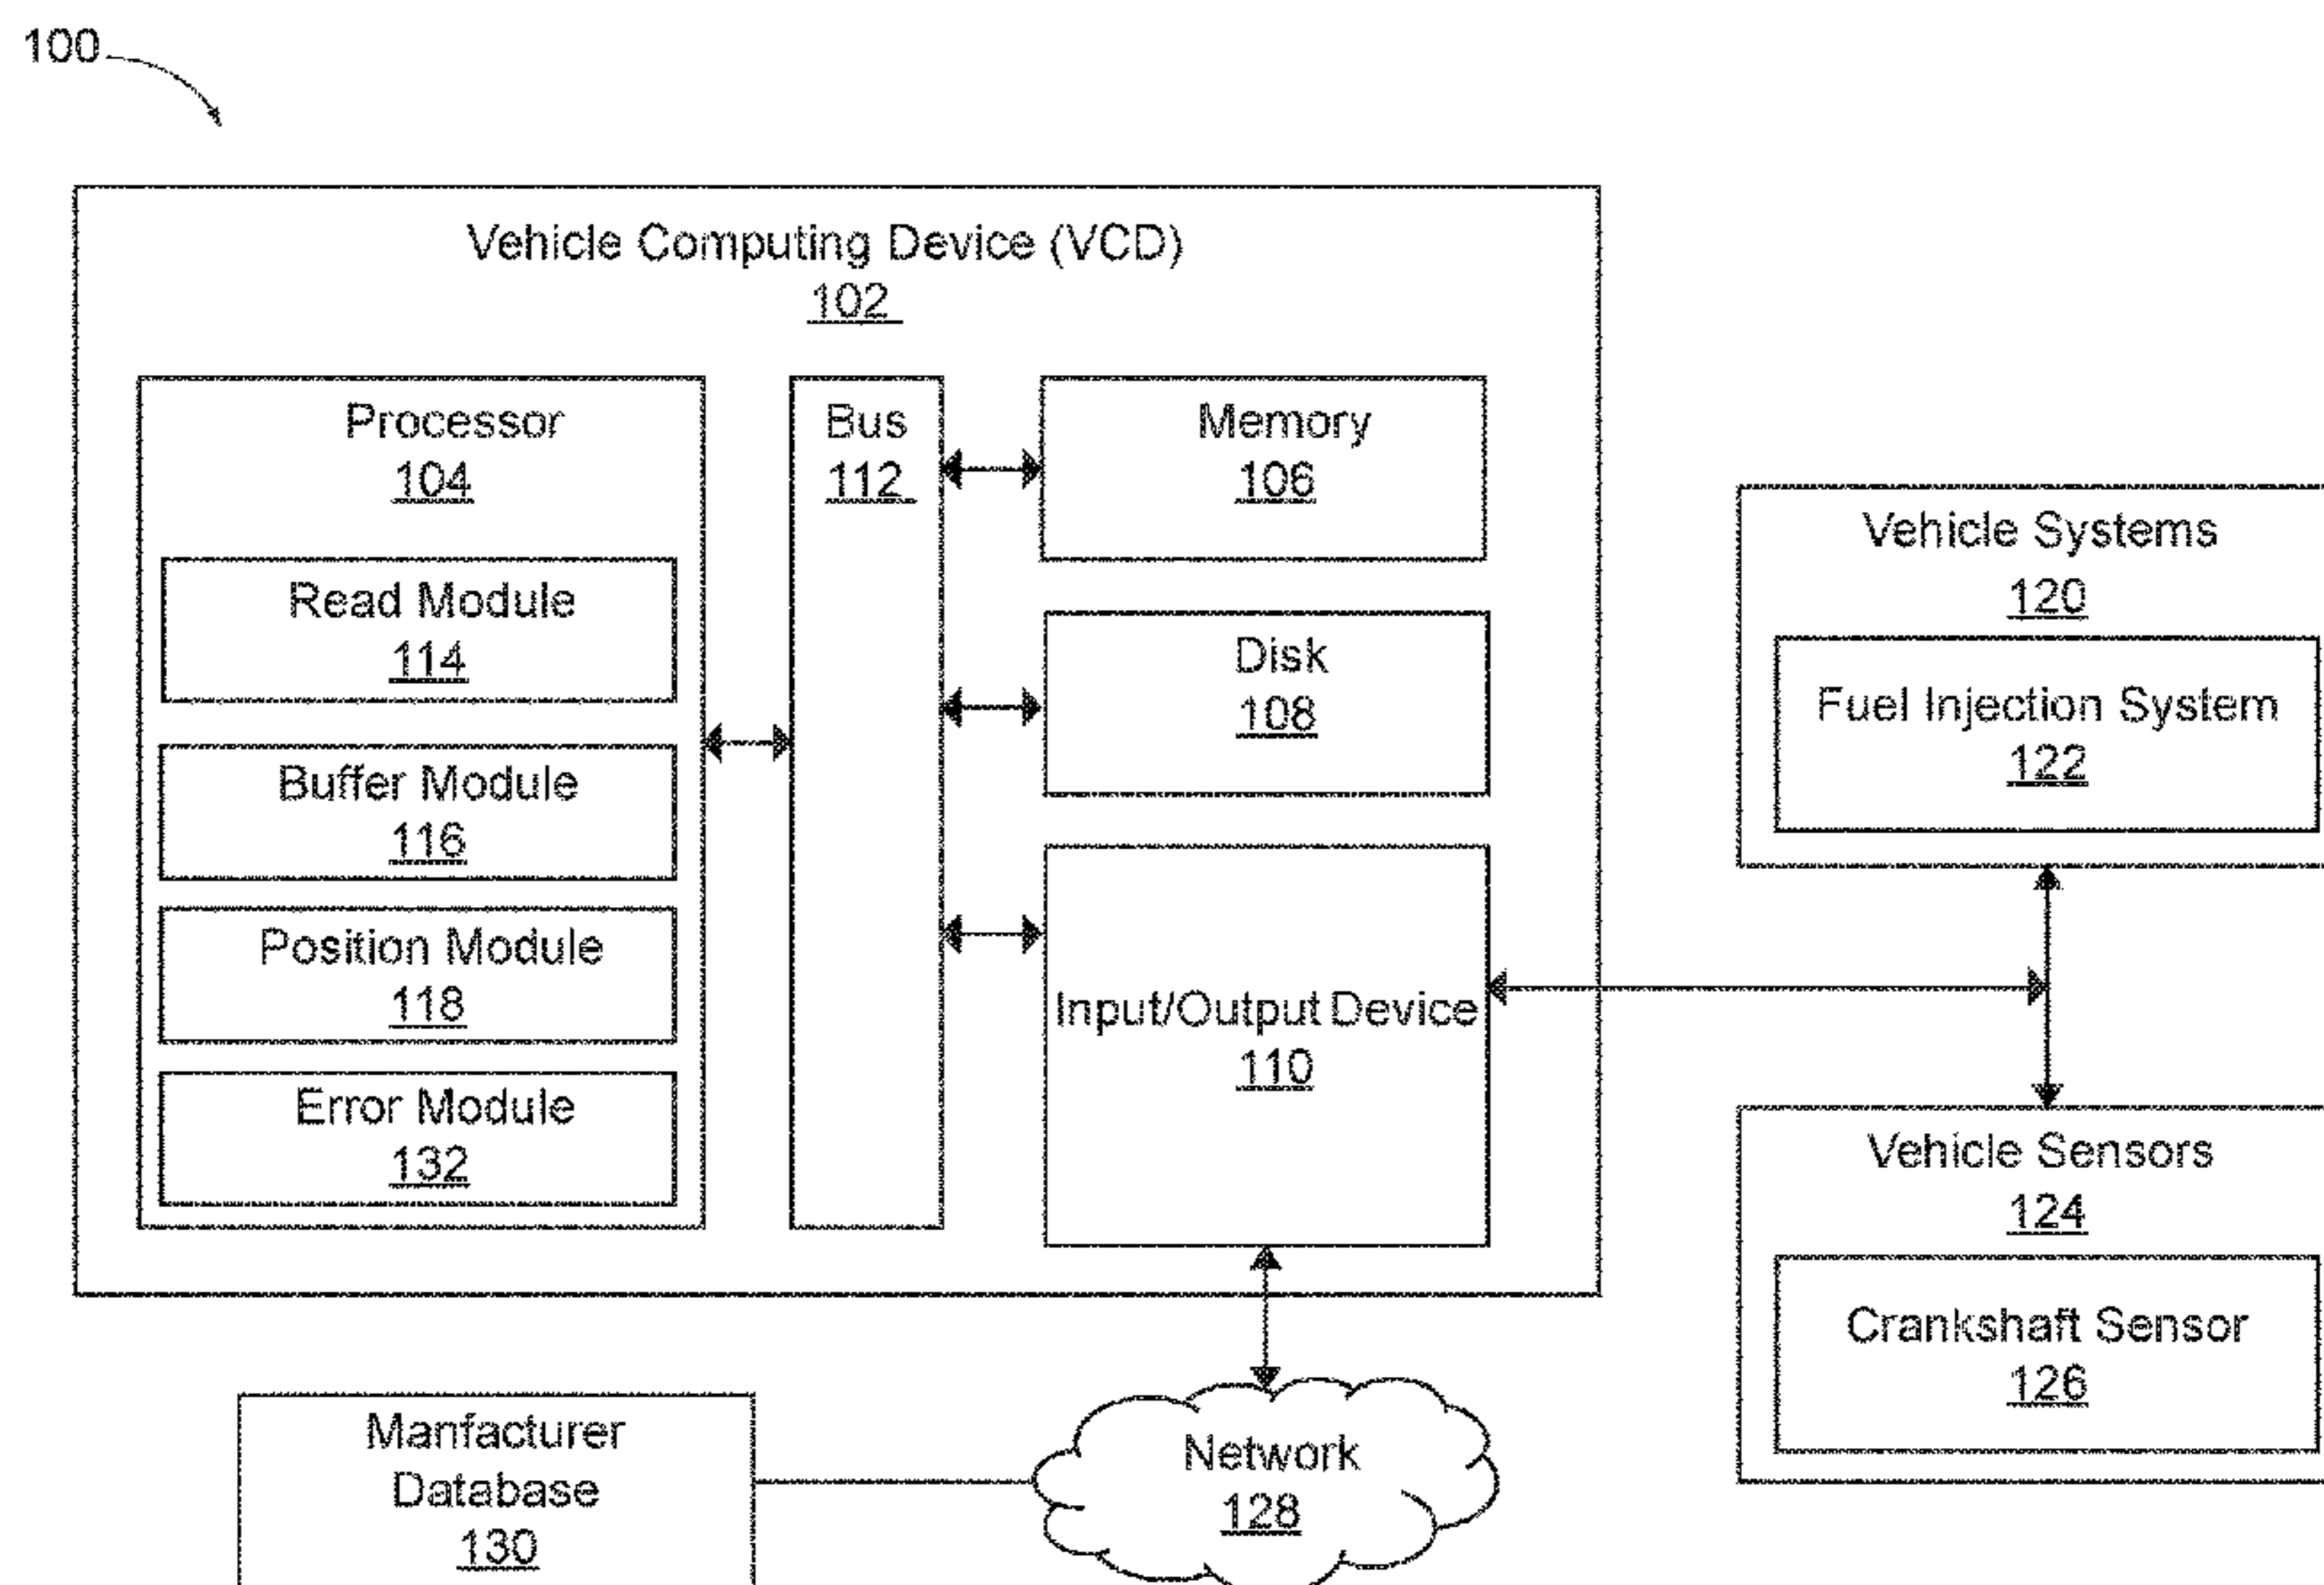 100
Vehicle Computing Device (VCD)
102
Processor
104
Read Module
114
Buffer Module
116
Position Module
118
Error Module
132
Bus
112
Memory
106
Disk
108
Input/Output Device
110
Vehicle Systems
120
Fuel Injection System
122
Vehicle Sensors
124
Crankshaft Sensor
126
Manfacturer
Database
130
Network
128